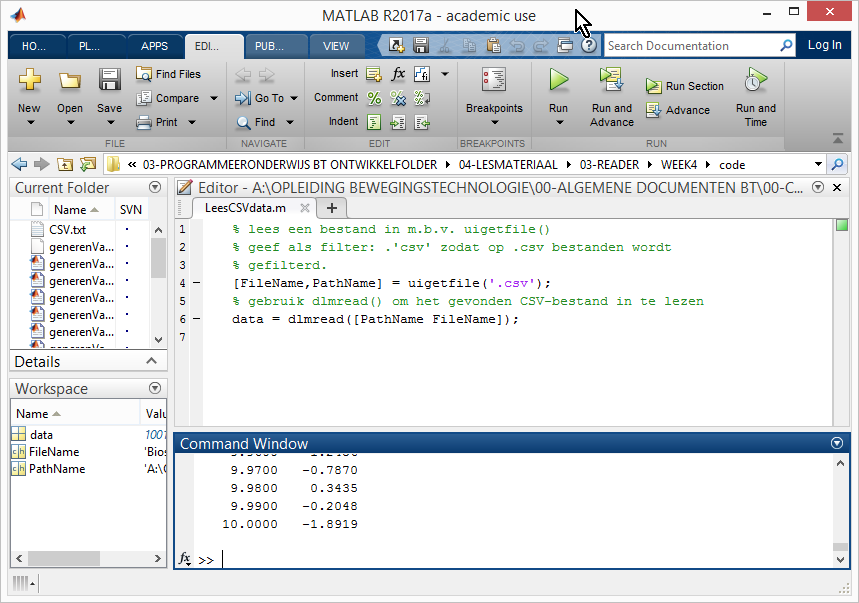 MATLAB R2017a - academic use
HO... PL... APPS EDI... PUB... VIEW Search Documentation Log In
New Open Save Find Files Compare Print Go To Find Insert Comment Indent Breakpoints Run Run and Advance Run Section Advance Run and Time
FILE NAVIGATE EDIT BREAKPOINTS RUN
« 03-PROGRAMMEERONDERWIJS BT ONTWIKKELFOLDER 04-LESMATERIAAL 03-READER WEEK4 code
Current Folder
Name SVN
CSV.txt
generenVa...
generenVa...
generenVa...
generenVa...
generenVa...
generenVa...
Details
Workspace
Name Valu
data 1001
FileName 'Bios
PathName 'A:\O
Editor - A:\OPLEIDING BEWEGINGSTECHNOLOGIE\00-ALGEMENE DOCUMENTEN BT\00-C...
LeesCSVdata.m
1 % lees een bestand in m.b.v. uigetfile()
2 % geef als filter: .'csv' zodat op .csv bestanden wordt
3 % gefilterd.
4 – [FileName,PathName] = uigetfile('.csv');
5 % gebruik dlmread() om het gevonden CSV-bestand in te lezen
6 – data = dlmread([PathName FileName]);
7
Command Window
9.9700 -0.7870
9.9800 0.3435
9.9900 -0.2048
10.0000 -1.8919
fx >>